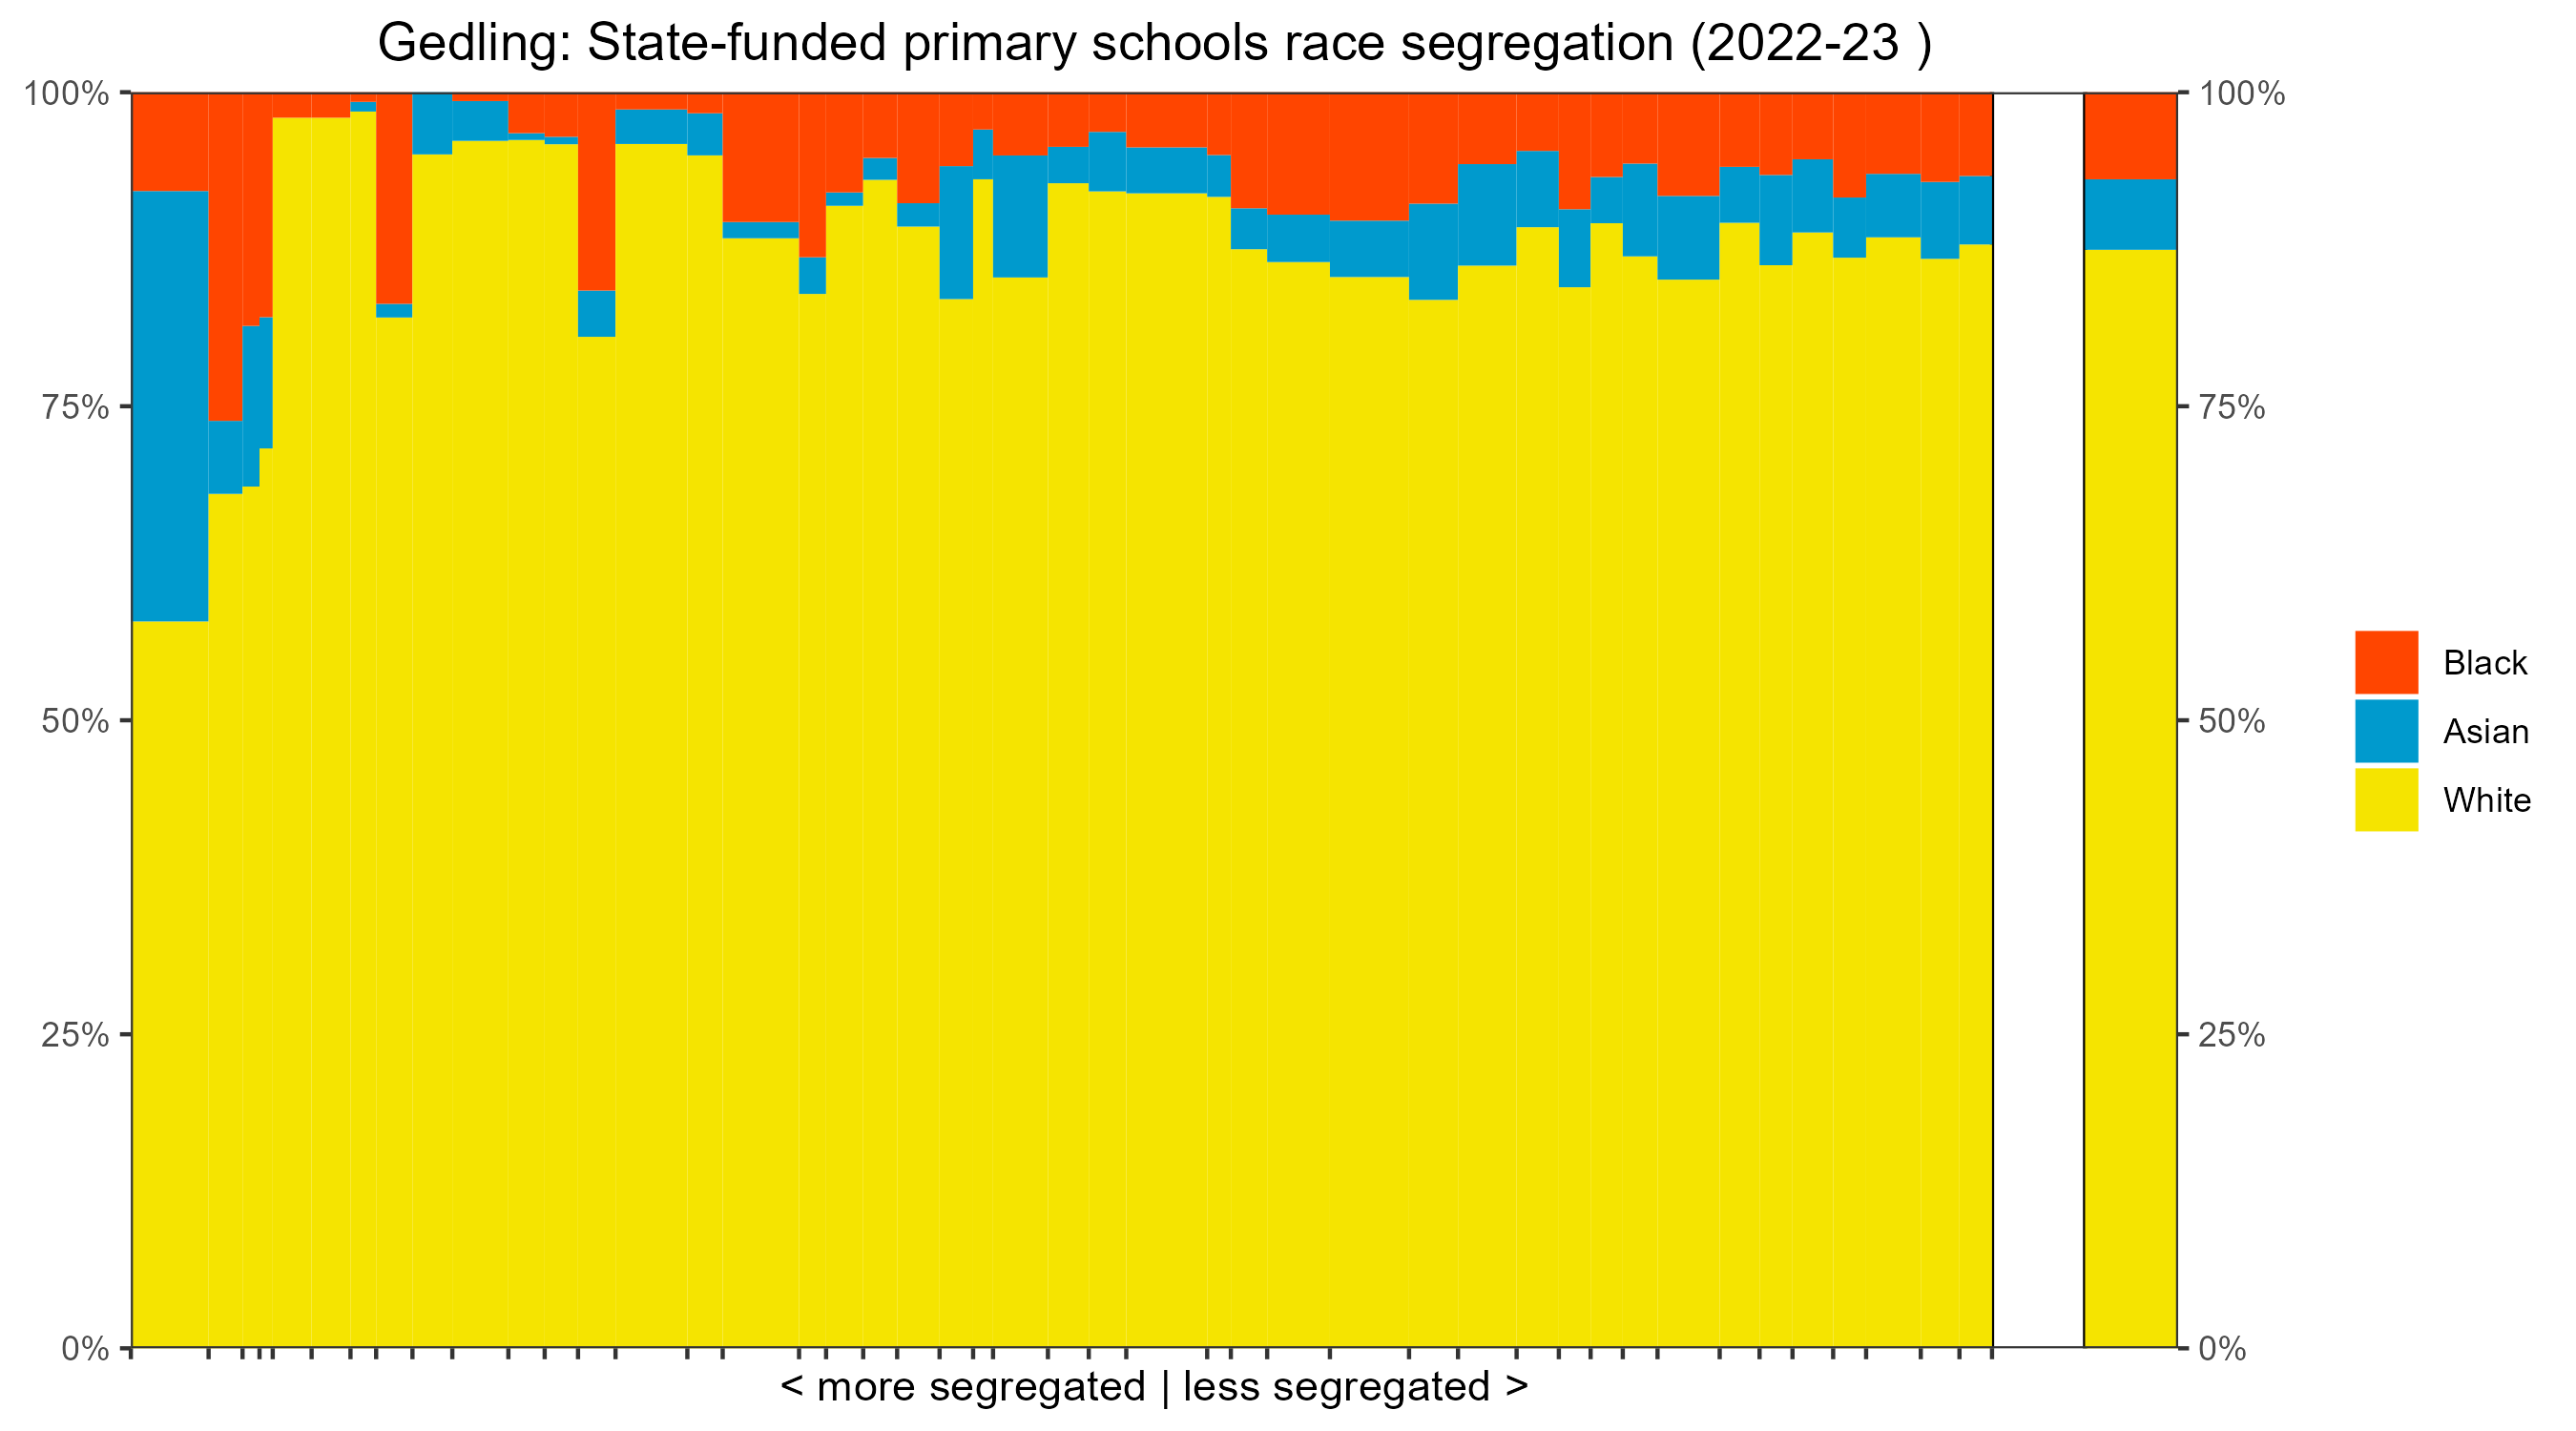 Gedling: State-funded primary schools race segregation (2022-23 )
100%
75%
50%
25%
0%
100%
75%
50%
25%
0%
Black
Asian
White
< more segregated | less segregated >